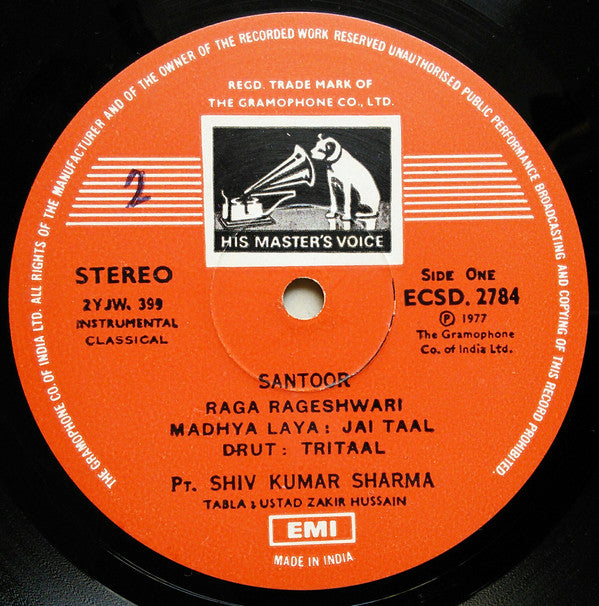 THE GRAMOPHONE CO. OF INDIA LTD. ALL RIGHTS OF THE MANUFACTURER AND OF THE OWNER OF THE RECORDED WORK RESERVED UNAUTHORISED PUBLIC PERFORMANCE BROADCASTING AND COPYING OF THIS RECORD PROHIBITED.
REGD. TRADE MARK OF
THE GRAMOPHONE CO., LTD.
2
HIS MASTER'S VOICE
STEREO
2YJW. 399
INSTRUMENTAL
CLASSICAL
SIDE ONE
ECSD. 2784
℗ 1977
The Gramophone
Co. of India Ltd.
SANTOOR
RAGA RAGESHWARI
MADHYA LAYA : JAI TAAL
DRUT : TRITAAL
PT. SHIV KUMAR SHARMA
TABLA : USTAD ZAKIR HUSSAIN
EMI
MADE IN INDIA